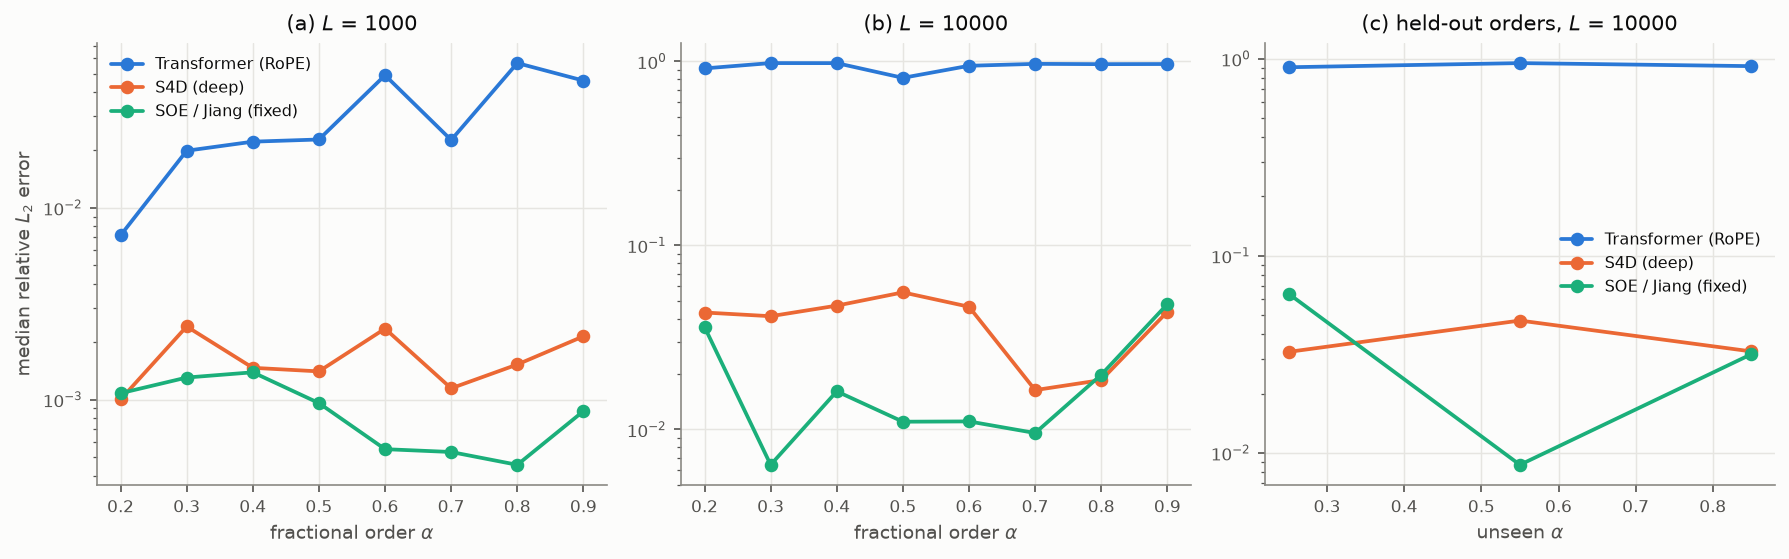 (a) L = 1000
Transformer (RoPE)
S4D (deep)
SOE / Jiang (fixed)
median relative L₂ error
10⁻²
10⁻³
0.2 0.3 0.4 0.5 0.6 0.7 0.8 0.9
fractional order α
(b) L = 10000
10⁰
10⁻¹
10⁻²
0.2 0.3 0.4 0.5 0.6 0.7 0.8 0.9
fractional order α
(c) held-out orders, L = 10000
10⁰
10⁻¹
10⁻²
Transformer (RoPE)
S4D (deep)
SOE / Jiang (fixed)
0.3 0.4 0.5 0.6 0.7 0.8
unseen α